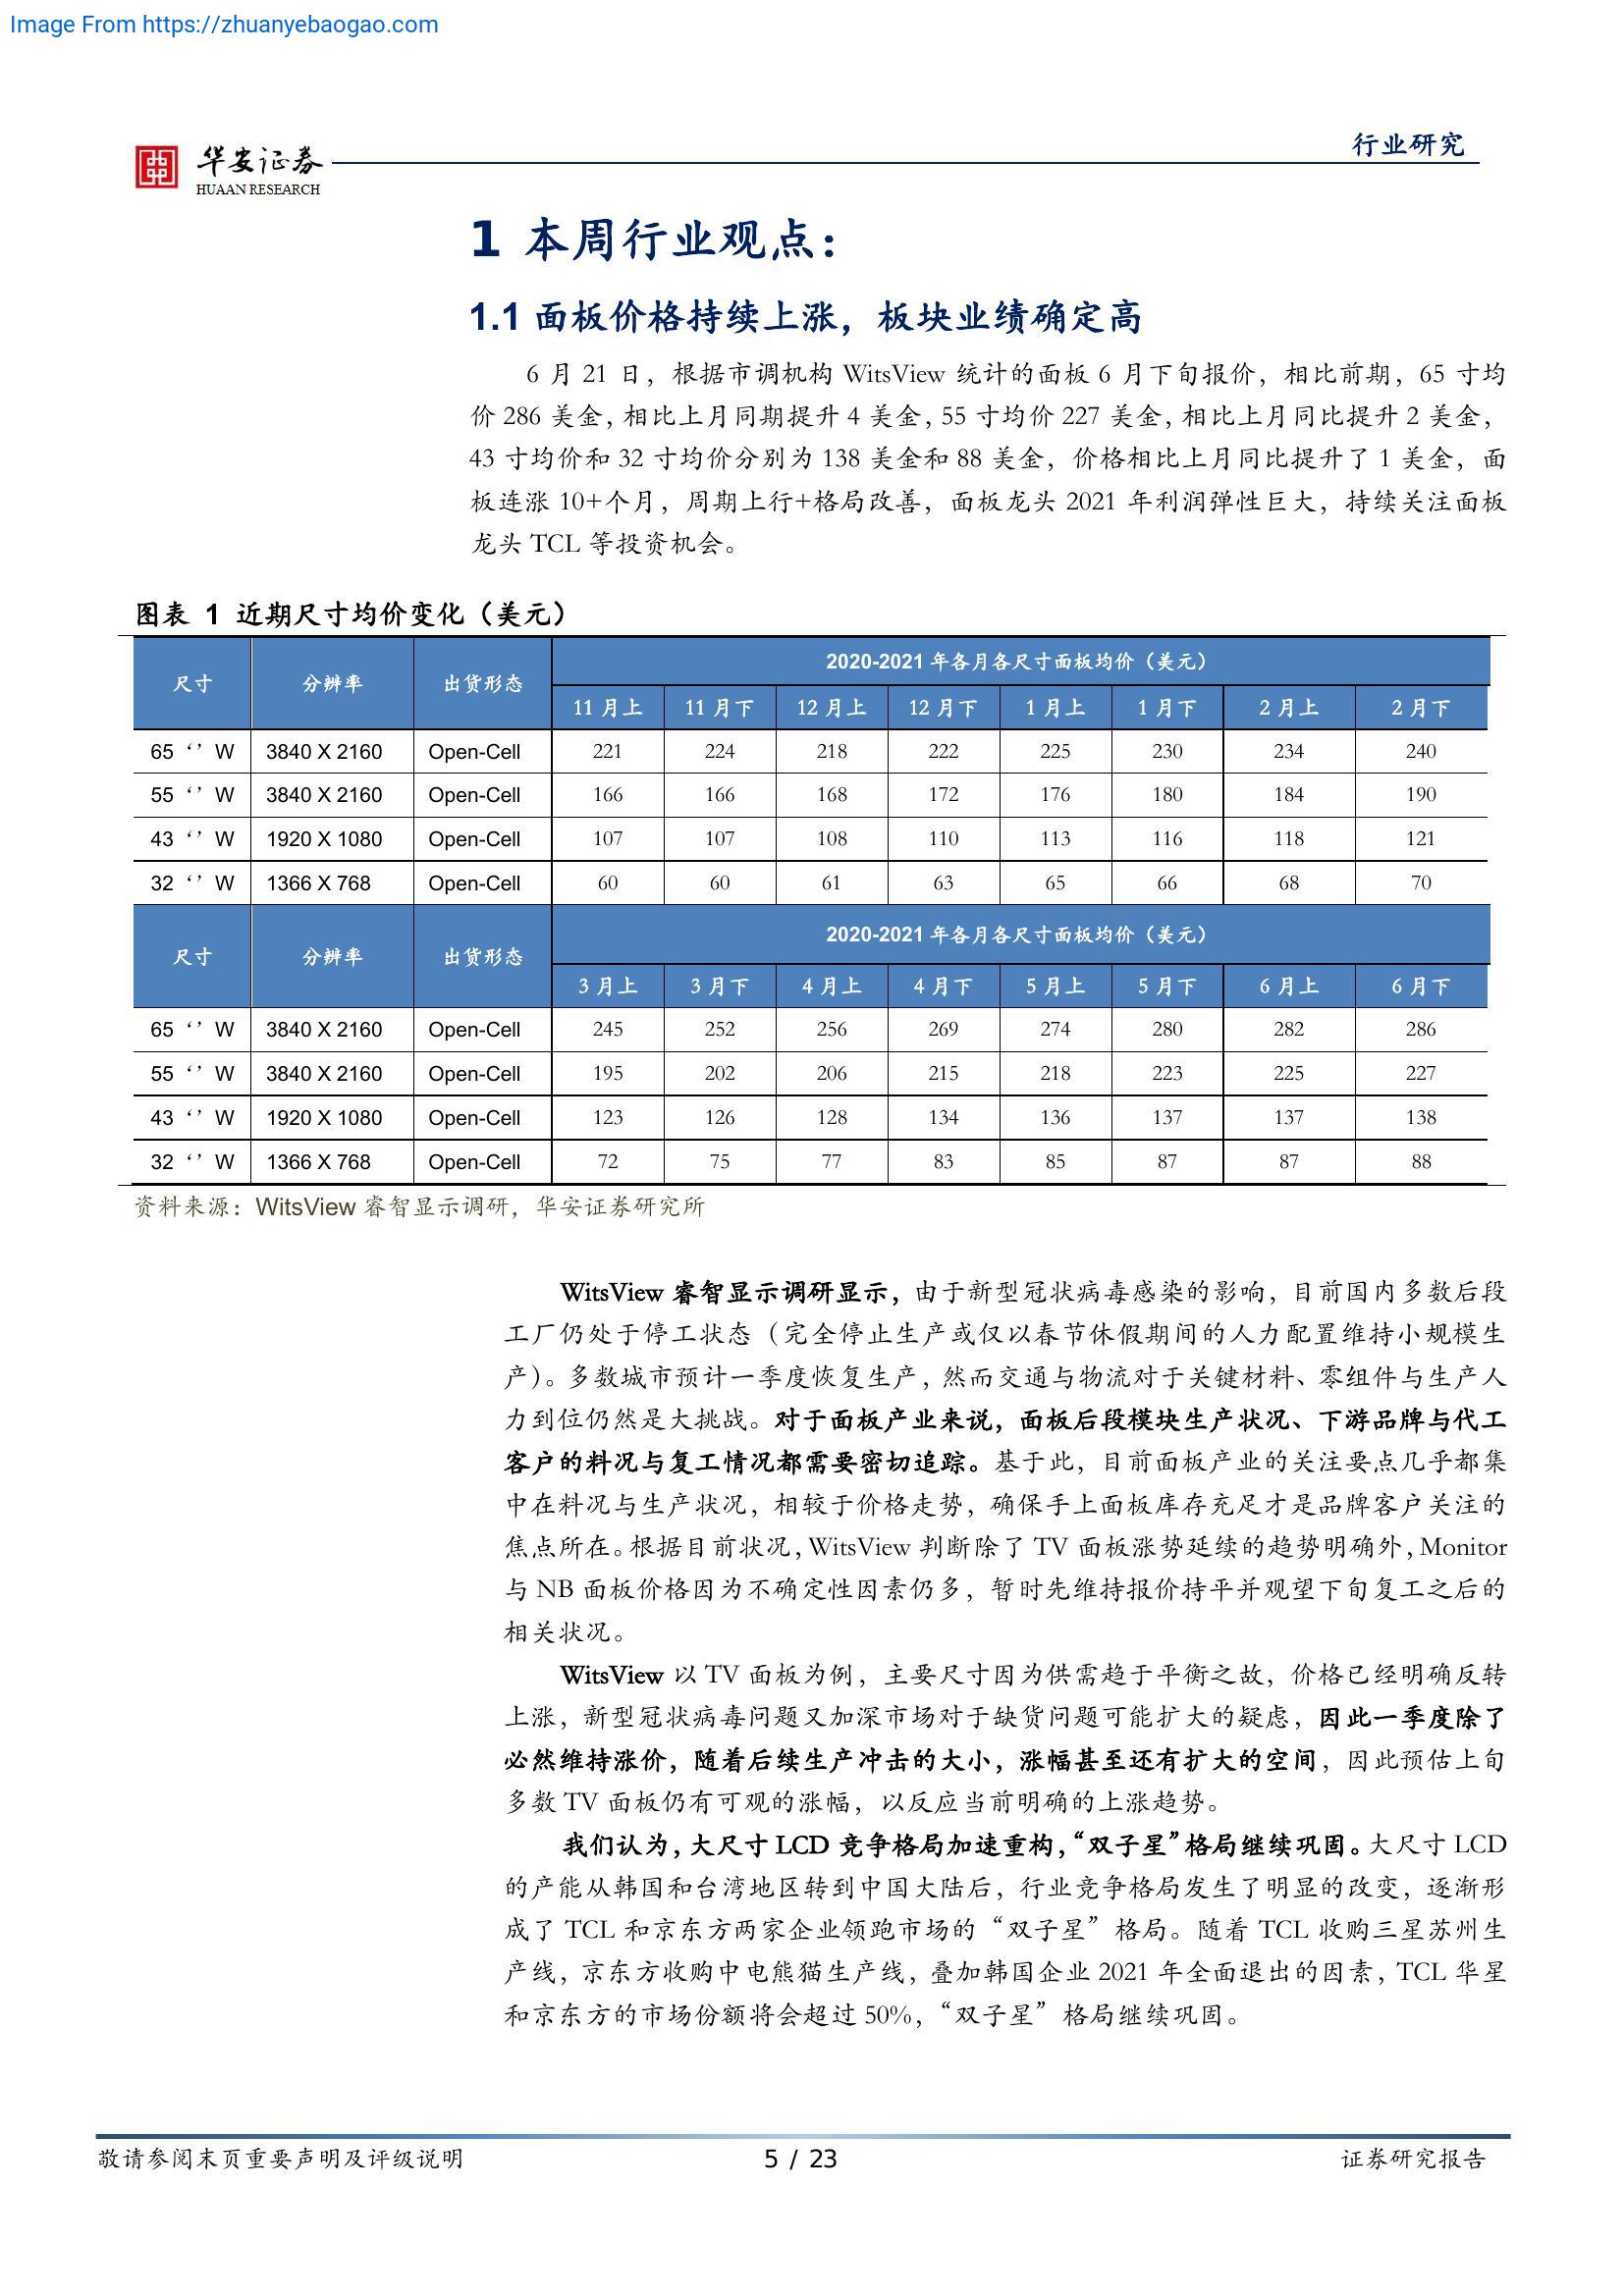 Image From https://zhuanyebaogao.com
华安证券
HUAAN RESEARCH
行业研究
1 本周行业观点：
1.1 面板价格持续上涨，板块业绩确定高
6 月 21 日，根据市调机构 WitsView 统计的面板 6 月下旬报价，相比前期，65 寸均
价 286 美金，相比上月同期提升 4 美金，55 寸均价 227 美金，相比上月同比提升 2 美金，
43 寸均价和 32 寸均价分别为 138 美金和 88 美金，价格相比上月同比提升了 1 美金，面
板连涨 10+个月，周期上行+格局改善，面板龙头 2021 年利润弹性巨大，持续关注面板
龙头 TCL 等投资机会。
图表 1 近期尺寸均价变化（美元）
尺寸 分辨率 出货形态 2020-2021 年各月各尺寸面板均价（美元）
11 月上 11 月下 12 月上 12 月下 1 月上 1 月下 2 月上 2 月下
65 ‘’ W 3840 X 2160 Open-Cell 221 224 218 222 225 230 234 240
55 ‘’ W 3840 X 2160 Open-Cell 166 166 168 172 176 180 184 190
43 ‘’ W 1920 X 1080 Open-Cell 107 107 108 110 113 116 118 121
32 ‘’ W 1366 X 768 Open-Cell 60 60 61 63 65 66 68 70
尺寸 分辨率 出货形态 2020-2021 年各月各尺寸面板均价（美元）
3 月上 3 月下 4 月上 4 月下 5 月上 5 月下 6 月上 6 月下
65 ‘’ W 3840 X 2160 Open-Cell 245 252 256 269 274 280 282 286
55 ‘’ W 3840 X 2160 Open-Cell 195 202 206 215 218 223 225 227
43 ‘’ W 1920 X 1080 Open-Cell 123 126 128 134 136 137 137 138
32 ‘’ W 1366 X 768 Open-Cell 72 75 77 83 85 87 87 88
资料来源：WitsView 睿智显示调研，华安证券研究所
WitsView 睿智显示调研显示，由于新型冠状病毒感染的影响，目前国内多数后段
工厂仍处于停工状态（完全停止生产或仅以春节休假期间的人力配置维持小规模生
产）。多数城市预计一季度恢复生产，然而交通与物流对于关键材料、零组件与生产人
力到位仍然是大挑战。对于面板产业来说，面板后段模块生产状况、下游品牌与代工
客户的料况与复工情况都需要密切追踪。基于此，目前面板产业的关注要点几乎都集
中在料况与生产状况，相较于价格走势，确保手上面板库存充足才是品牌客户关注的
焦点所在。根据目前状况，WitsView 判断除了 TV 面板涨势延续的趋势明确外，Monitor
与 NB 面板价格因为不确定性因素仍多，暂时先维持报价持平并观望下旬复工之后的
相关状况。
WitsView 以 TV 面板为例，主要尺寸因为供需趋于平衡之故，价格已经明确反转
上涨，新型冠状病毒问题又加深市场对于缺货问题可能扩大的疑虑，因此一季度除了
必然维持涨价，随着后续生产冲击的大小，涨幅甚至还有扩大的空间，因此预估上旬
多数 TV 面板仍有可观的涨幅，以反应当前明确的上涨趋势。
我们认为，大尺寸 LCD 竞争格局加速重构，“双子星”格局继续巩固。大尺寸 LCD
的产能从韩国和台湾地区转到中国大陆后，行业竞争格局发生了明显的改变，逐渐形
成了 TCL 和京东方两家企业领跑市场的“双子星”格局。随着 TCL 收购三星苏州生
产线，京东方收购中电熊猫生产线，叠加韩国企业 2021 年全面退出的因素，TCL 华星
和京东方的市场份额将会超过 50%，“双子星”格局继续巩固。
敬请参阅末页重要声明及评级说明
5 / 23
证券研究报告